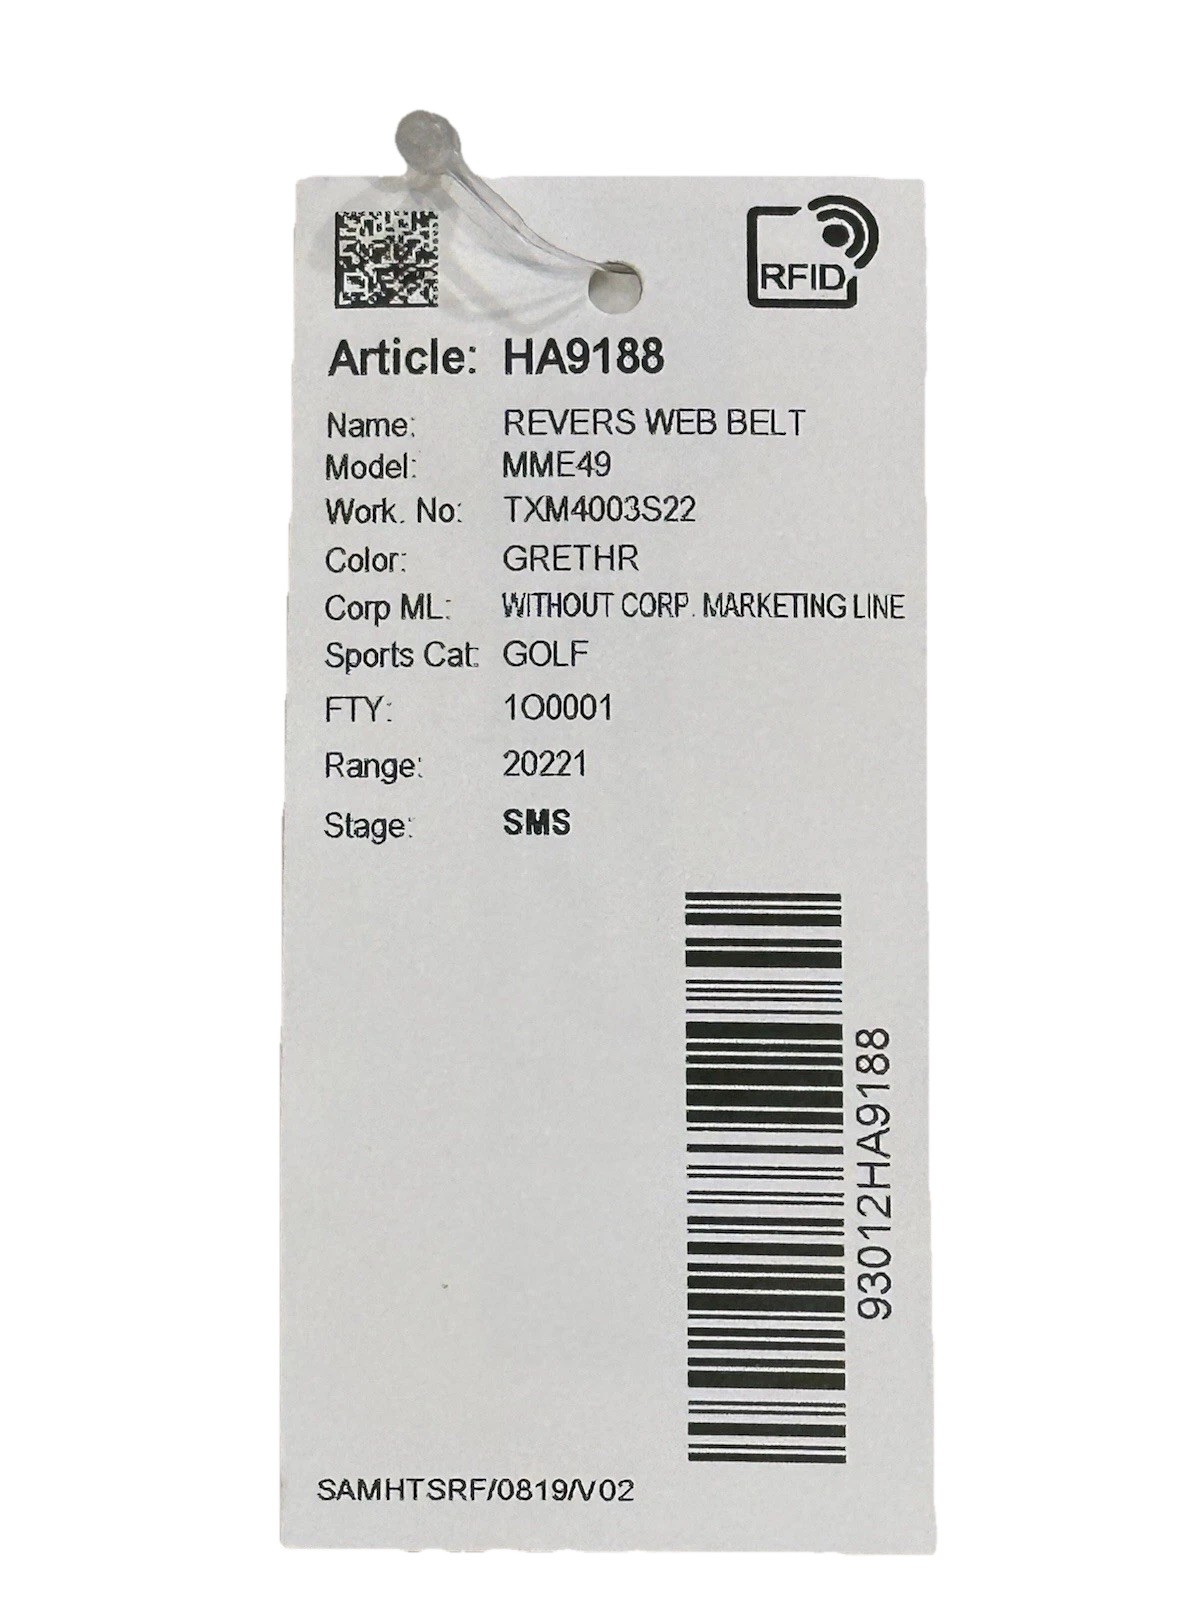 RFID
Article: HA9188
Name: REVERS WEB BELT
Model: MME49
Work. No: TXM4003S22
Color: GRETHR
Corp ML: WITHOUT CORP. MARKETING LINE
Sports Cat: GOLF
FTY: 1O0001
Range: 20221
Stage: SMS
93012HA9188
SAMHTSRF/0819/V02